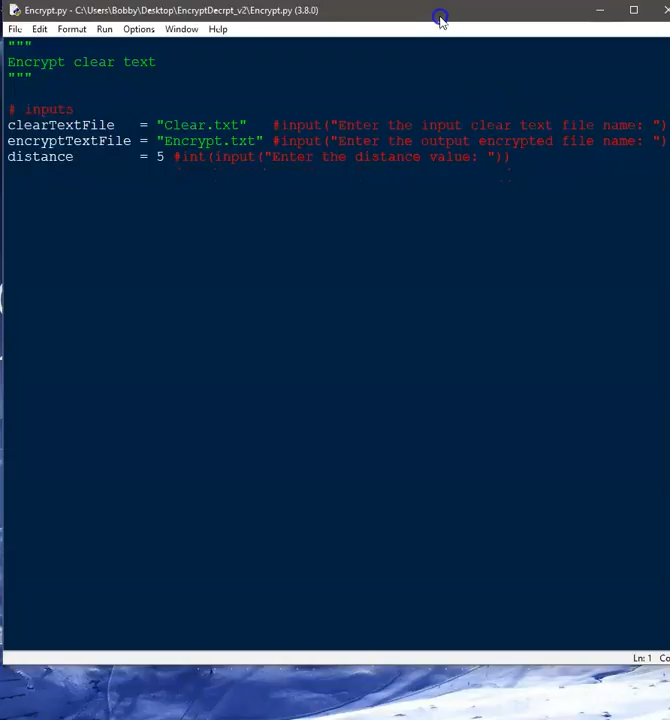 Encrypt.py - C:\Users\Bobby\Desktop\EncryptDecrpt_v2\Encrypt.py (3.8.0)
File Edit Format Run Options Window Help
"""
Encrypt clear text
"""
# inputs
clearTextFile = "Clear.txt" #input("Enter the input clear text file name: ")
encryptTextFile = "Encrypt.txt" #input("Enter the output encrypted file name: ")
distance = 5 #int(input("Enter the distance value: "))
Ln: 1 Co